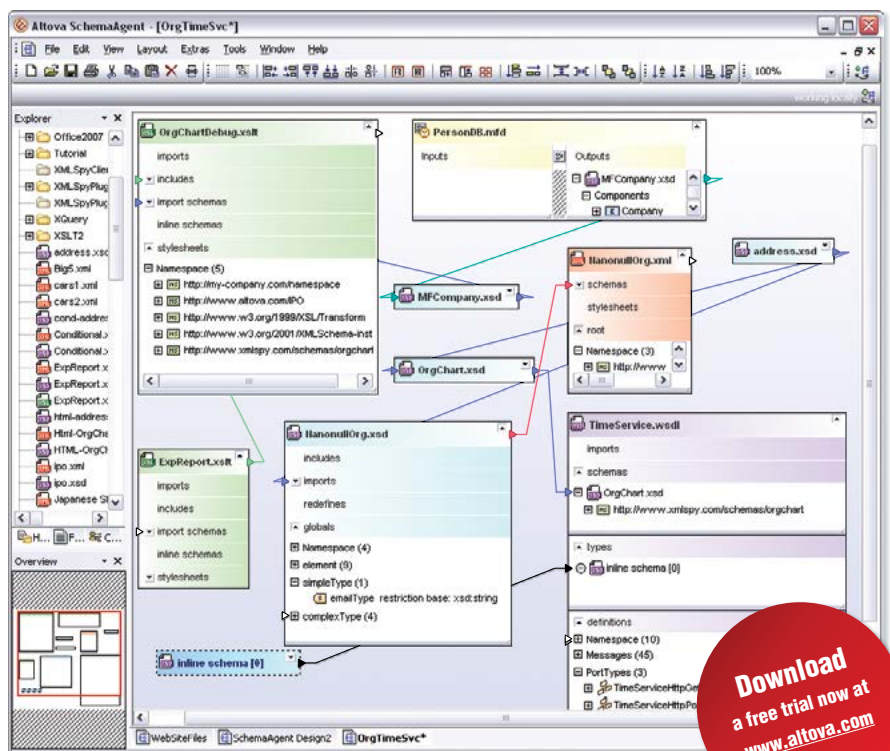 Altova SchemaAgent - [OrgTimeSvc*]
File Edit View Layout Extras Tools Window Help
100%
working locally
Explorer
Office2007
Tutorial
XMLSpyClie
XMLSpyPlug
XMLSpyPlug
XQuery
XSLT2
address.xsd
Big5.xml
cars1.xml
cars2.xml
cond-addres
Conditional.x
Conditional.x
ExpReport.x
ExpReport.x
ExpReport.x
html-addres
Html-OrgCha
HTML-OrgCh
ipo.xml
ipo.xsd
Japanese St
H... F... C...
Overview
OrgChartDebug.xslt
imports
includes
import schemas
inline schemas
stylesheets
Namespace (5)
http://my-company.com/namespace
http://www.altova.com/IPO
http://www.w3.org/1999/XSL/Transform
http://www.w3.org/2001/XMLSchema-inst
http://www.xmlspy.com/schemas/orgchart
PersonDB.mfd
Inputs
Outputs
MFCompany.xsd
Components
Company
MFCompany.xsd
OrgChart.xsd
NanonullOrg.xml
schemas
stylesheets
root
Namespace (3)
http://www
address.xsd
ExpReport.xslt
imports
includes
import schemas
inline schemas
stylesheets
NanonullOrg.xsd
includes
imports
redefines
globals
Namespace (4)
element (9)
simpleType (1)
emailType restriction base: xsd:string
complexType (4)
inline schema [0]
TimeService.wsdl
imports
schemas
OrgChart.xsd
http://www.xmlspy.com/schemas/orgchart
types
inline schema [0]
definitions
Namespace (10)
Messages (45)
PortTypes (3)
TimeServiceHttpGe
TimeServiceHttpPo
WebSiteFiles SchemaAgent Design2 OrgTimeSvc*
Download
a free trial now at
www.altova.com